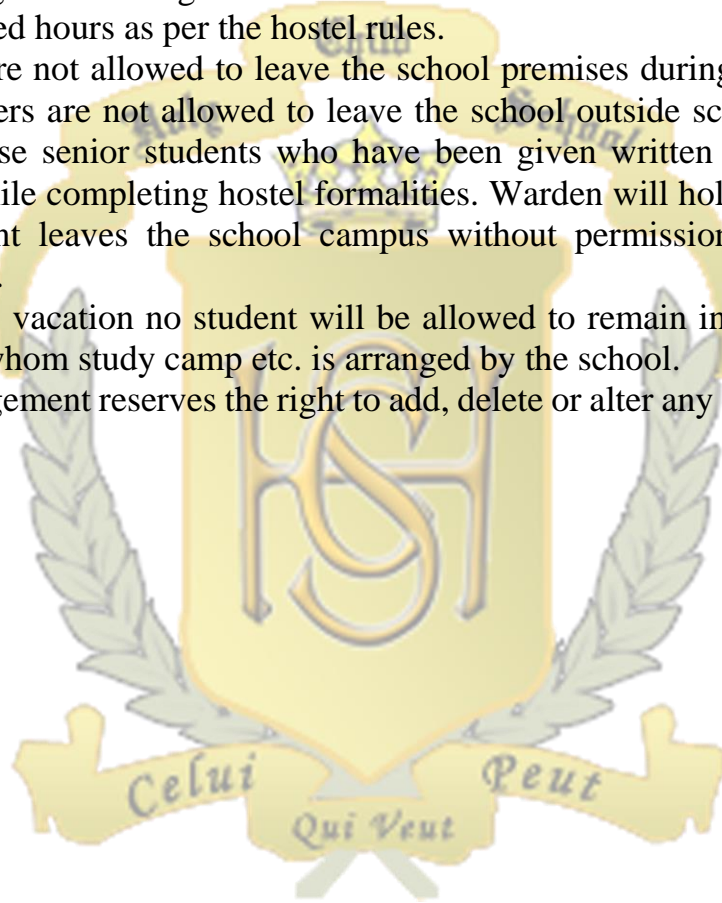 ed hours as per the hostel rules.
re not allowed to leave the school premises during
ers are not allowed to leave the school outside sc
se senior students who have been given written
ile completing hostel formalities. Warden will hol
nt leaves the school campus without permission
.
vacation no student will be allowed to remain in
whom study camp etc. is arranged by the school.
gement reserves the right to add, delete or alter any
Child
School
Celui Peut
Qui Veut